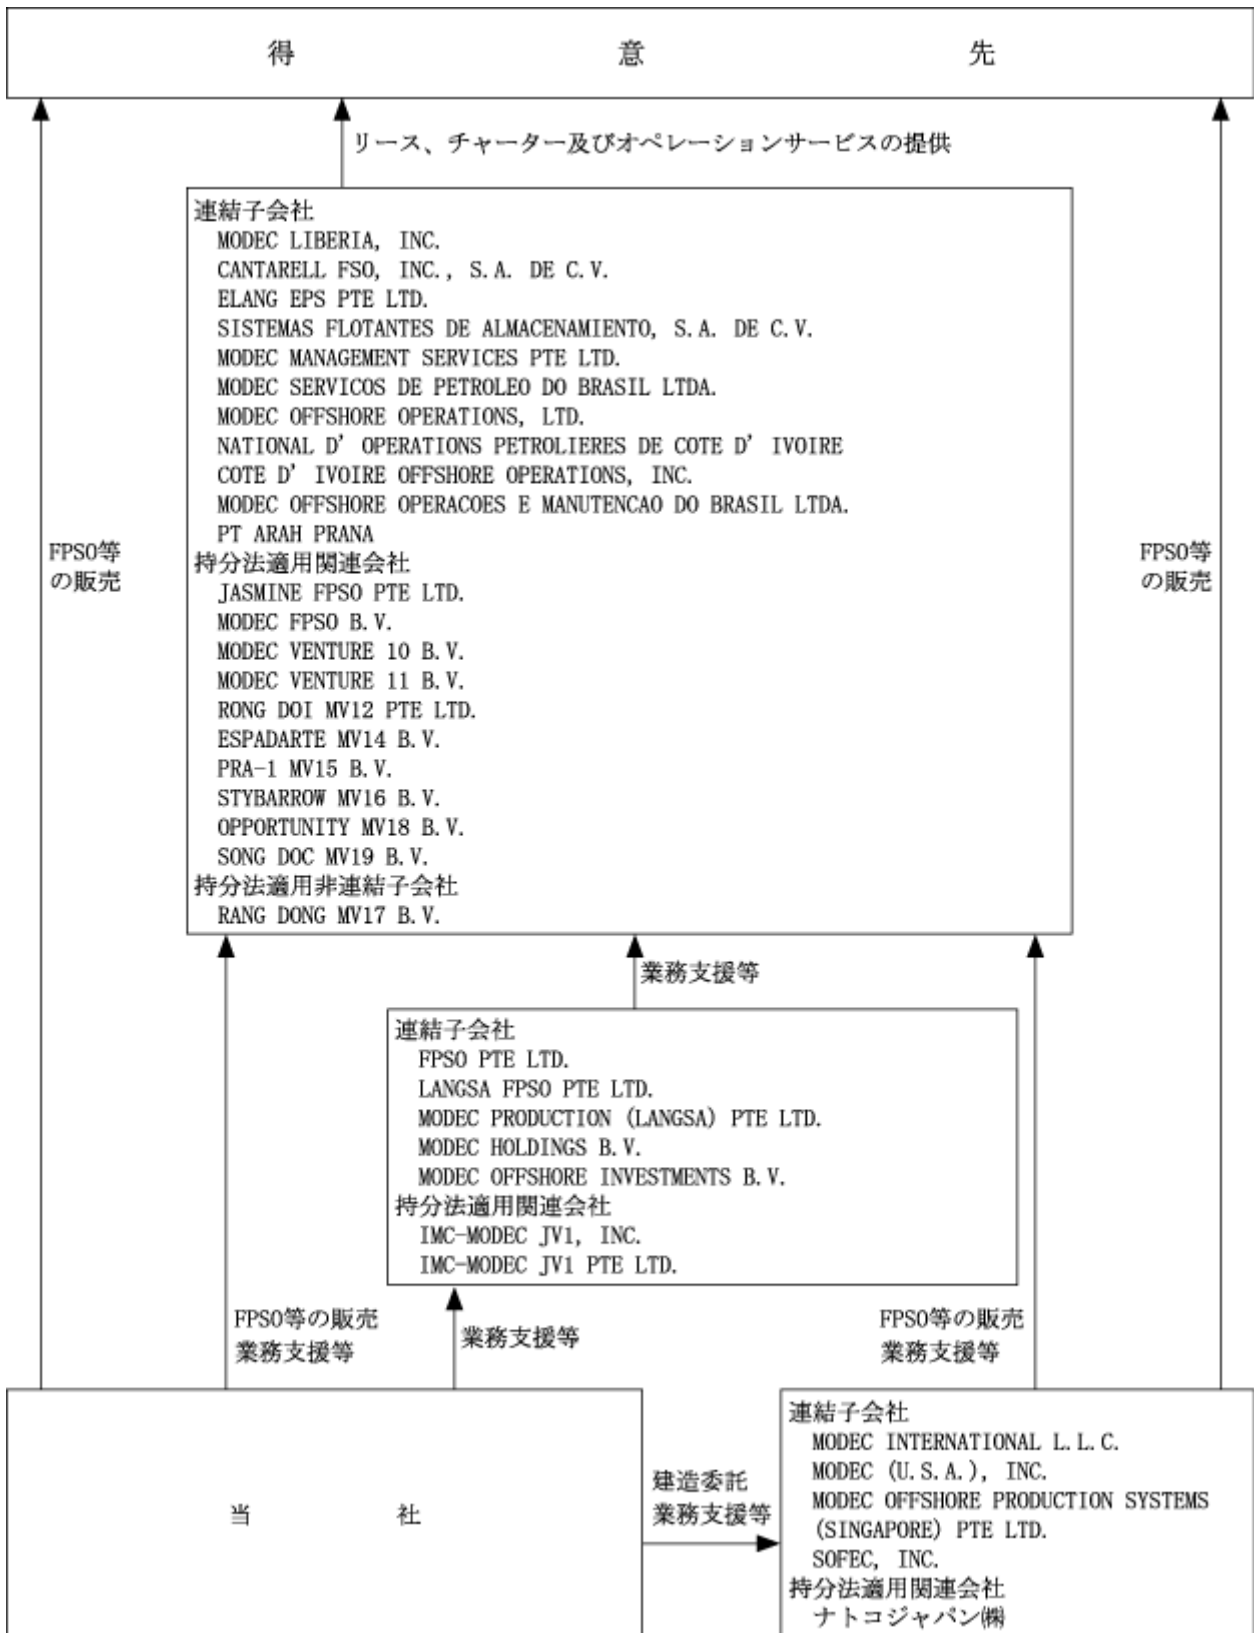 得意先
リース、チャーター及びオペレーションサービスの提供
連結子会社
MODEC LIBERIA, INC.
CANTARELL FSO, INC., S.A. DE C.V.
ELANG EPS PTE LTD.
SISTEMAS FLOTANTES DE ALMACENAMIENTO, S.A. DE C.V.
MODEC MANAGEMENT SERVICES PTE LTD.
MODEC SERVICOS DE PETROLEO DO BRASIL LTDA.
MODEC OFFSHORE OPERATIONS, LTD.
NATIONAL D' OPERATIONS PETROLIERES DE COTE D' IVOIRE
COTE D' IVOIRE OFFSHORE OPERATIONS, INC.
MODEC OFFSHORE OPERACOES E MANUTENCAO DO BRASIL LTDA.
PT ARAH PRANA
持分法適用関連会社
JASMINE FPSO PTE LTD.
MODEC FPSO B.V.
MODEC VENTURE 10 B.V.
MODEC VENTURE 11 B.V.
RONG DOI MV12 PTE LTD.
ESPADARTE MV14 B.V.
PRA-1 MV15 B.V.
STYBARROW MV16 B.V.
OPPORTUNITY MV18 B.V.
SONG DOC MV19 B.V.
持分法適用非連結子会社
RANG DONG MV17 B.V.
FPSO等
の販売
FPSO等
の販売
業務支援等
連結子会社
FPSO PTE LTD.
LANGSA FPSO PTE LTD.
MODEC PRODUCTION (LANGSA) PTE LTD.
MODEC HOLDINGS B.V.
MODEC OFFSHORE INVESTMENTS B.V.
持分法適用関連会社
IMC-MODEC JV1, INC.
IMC-MODEC JV1 PTE LTD.
FPSO等の販売
業務支援等
業務支援等
FPSO等の販売
業務支援等
当社
建造委託
業務支援等
連結子会社
MODEC INTERNATIONAL L.L.C.
MODEC (U.S.A.), INC.
MODEC OFFSHORE PRODUCTION SYSTEMS
(SINGAPORE) PTE LTD.
SOFEC, INC.
持分法適用関連会社
ナトコジャパン㈱